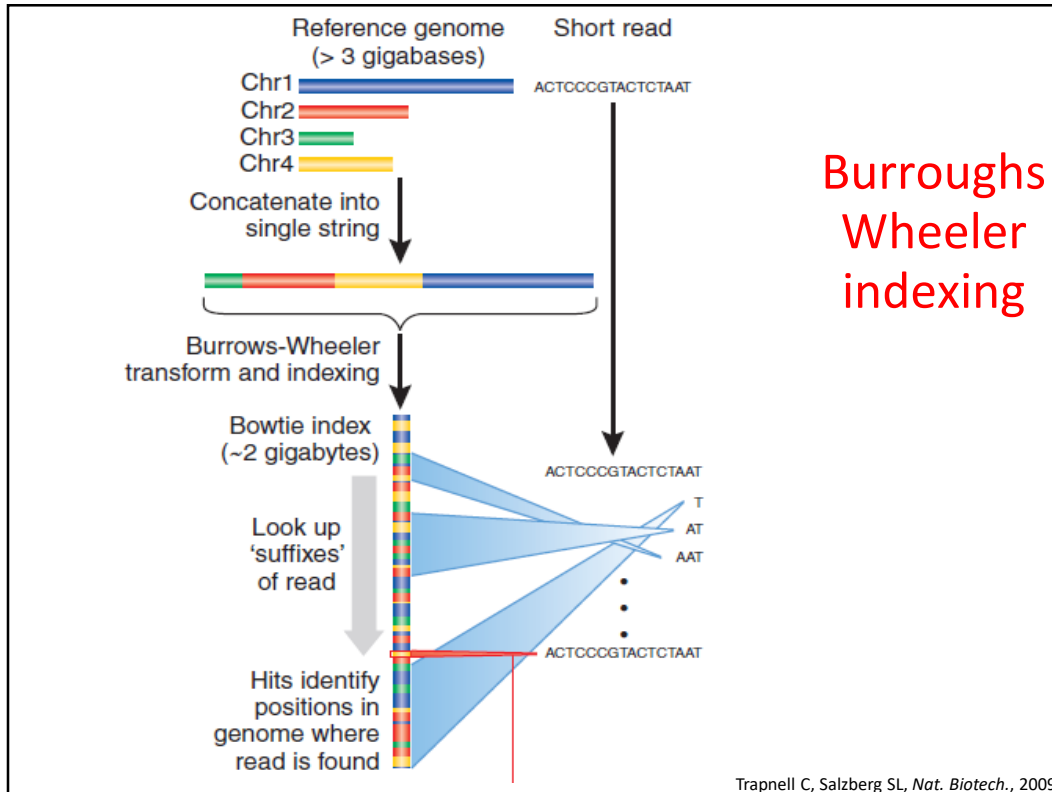 Reference genome
(> 3 gigabases)
Short read
Chr1
ACTCCCGTACTCTAAT
Chr2
Chr3
Chr4
Concatenate into
single string
Burroughs
Wheeler
indexing
Burrows-Wheeler
transform and indexing
Bowtie index
(~2 gigabytes)
ACTCCCGTACTCTAAT
T
AT
AAT
Look up
'suffixes'
of read
ACTCCCGTACTCTAAT
Hits identify
positions in
genome where
read is found
Trapnell C, Salzberg SL, Nat. Biotech., 2009